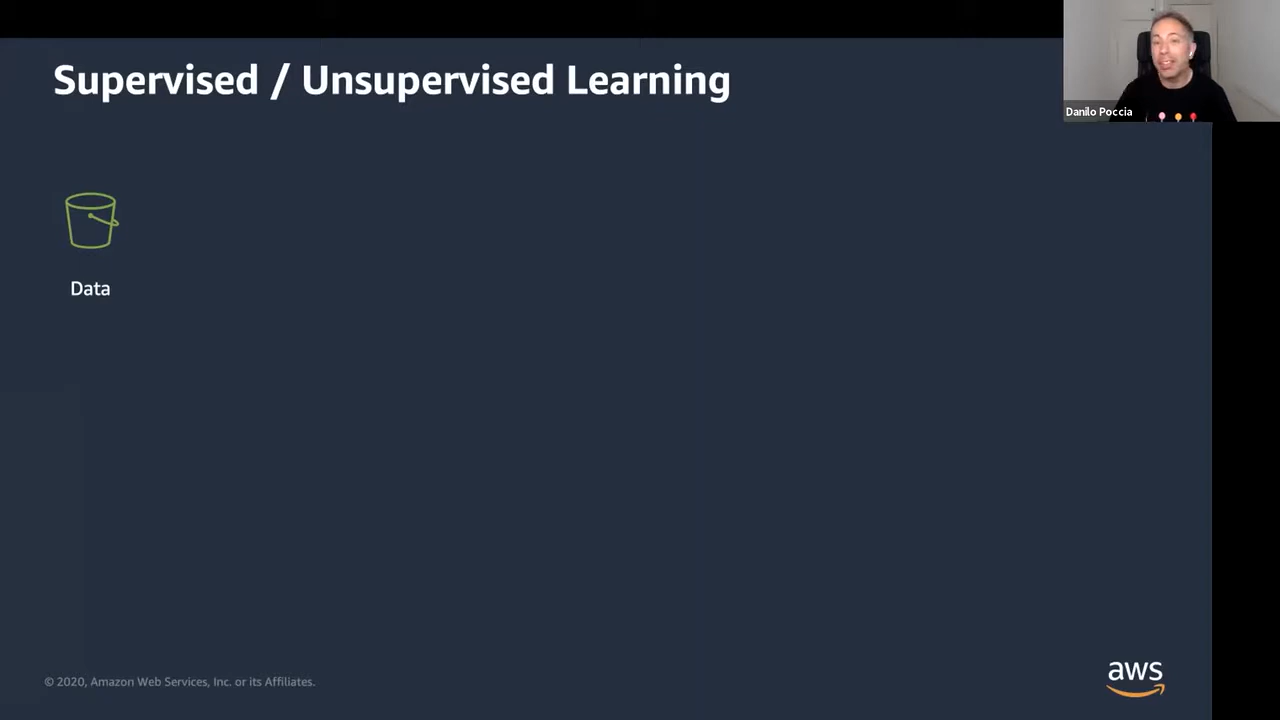 Supervised / Unsupervised Learning
Danilo Poccia
Data
© 2020, Amazon Web Services, Inc. or its Affiliates.
aws